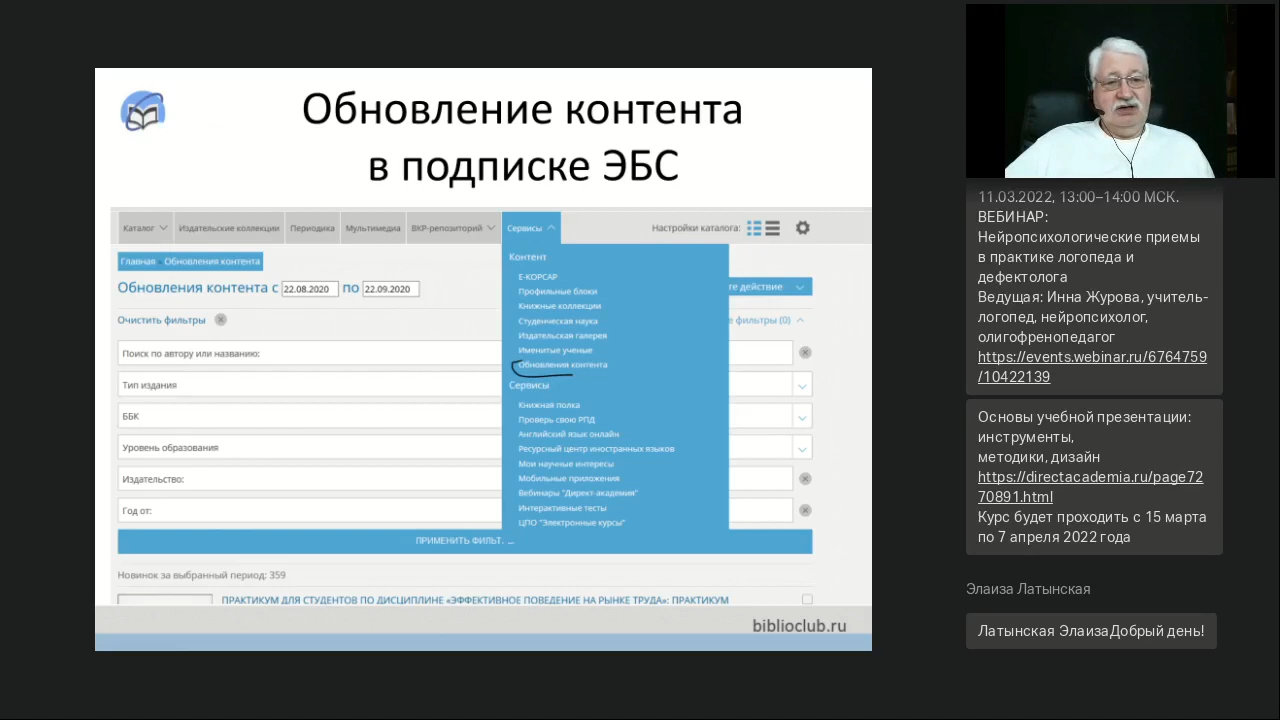 Обновление контента
в подписке ЭБС
Каталог Издательские коллекции Периодика Мультимедиа ВКР-репозиторий Сервисы Настройки каталога:
Главная Обновления контента
Обновления контента с 22.08.2020 по 22.09.2020
Очистить фильтры
Поиск по автору или названию:
Тип издания
ББК
Уровень образования
Издательство:
Год от:
Контент
Е-КОРСАР
Профильные блоки
Книжные коллекции
Студенческая наука
Издательская галерея
Именитые ученые
Обновления контента
Сервисы
Книжная полка
Проверь свою РПД
Английский язык онлайн
Ресурсный центр иностранных языков
Мои научные интересы
Мобильные приложения
Вебинары "Директ-академия"
Интерактивные тесты
ЦПО "Электронные курсы"
те действие
е фильтры (0)
ПРИМЕНИТЬ ФИЛЬТ.
Новинок за выбранный период: 359
ПРАКТИКУМ ДЛЯ СТУДЕНТОВ ПО ДИСЦИПЛИНЕ «ЭФФЕКТИВНОЕ ПОВЕДЕНИЕ НА РЫНКЕ ТРУДА»: ПРАКТИКУМ
biblioclub.ru
11.03.2022, 13:00–14:00 МСК.
ВЕБИНАР:
Нейропсихологические приемы
в практике логопеда и
дефектолога
Ведущая: Инна Журова, учитель-
логопед, нейропсихолог,
олигофренопедагог
https://events.webinar.ru/6764759
/10422139
Основы учебной презентации:
инструменты,
методики, дизайн
https://directacademia.ru/page72
70891.html
Курс будет проходить с 15 марта
по 7 апреля 2022 года
Элаиза Латынская
Латынская ЭлаизаДобрый день!